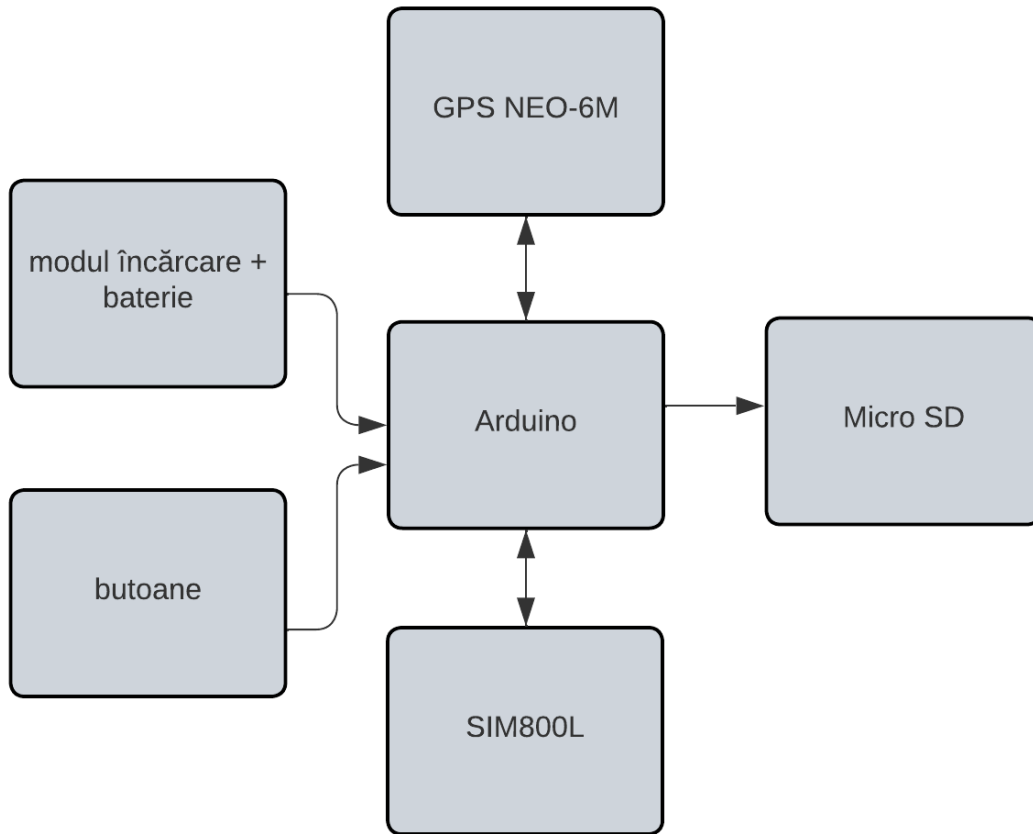 GPS NEO-6M
modul încărcare +
baterie
Arduino
Micro SD
butoane
SIM800L